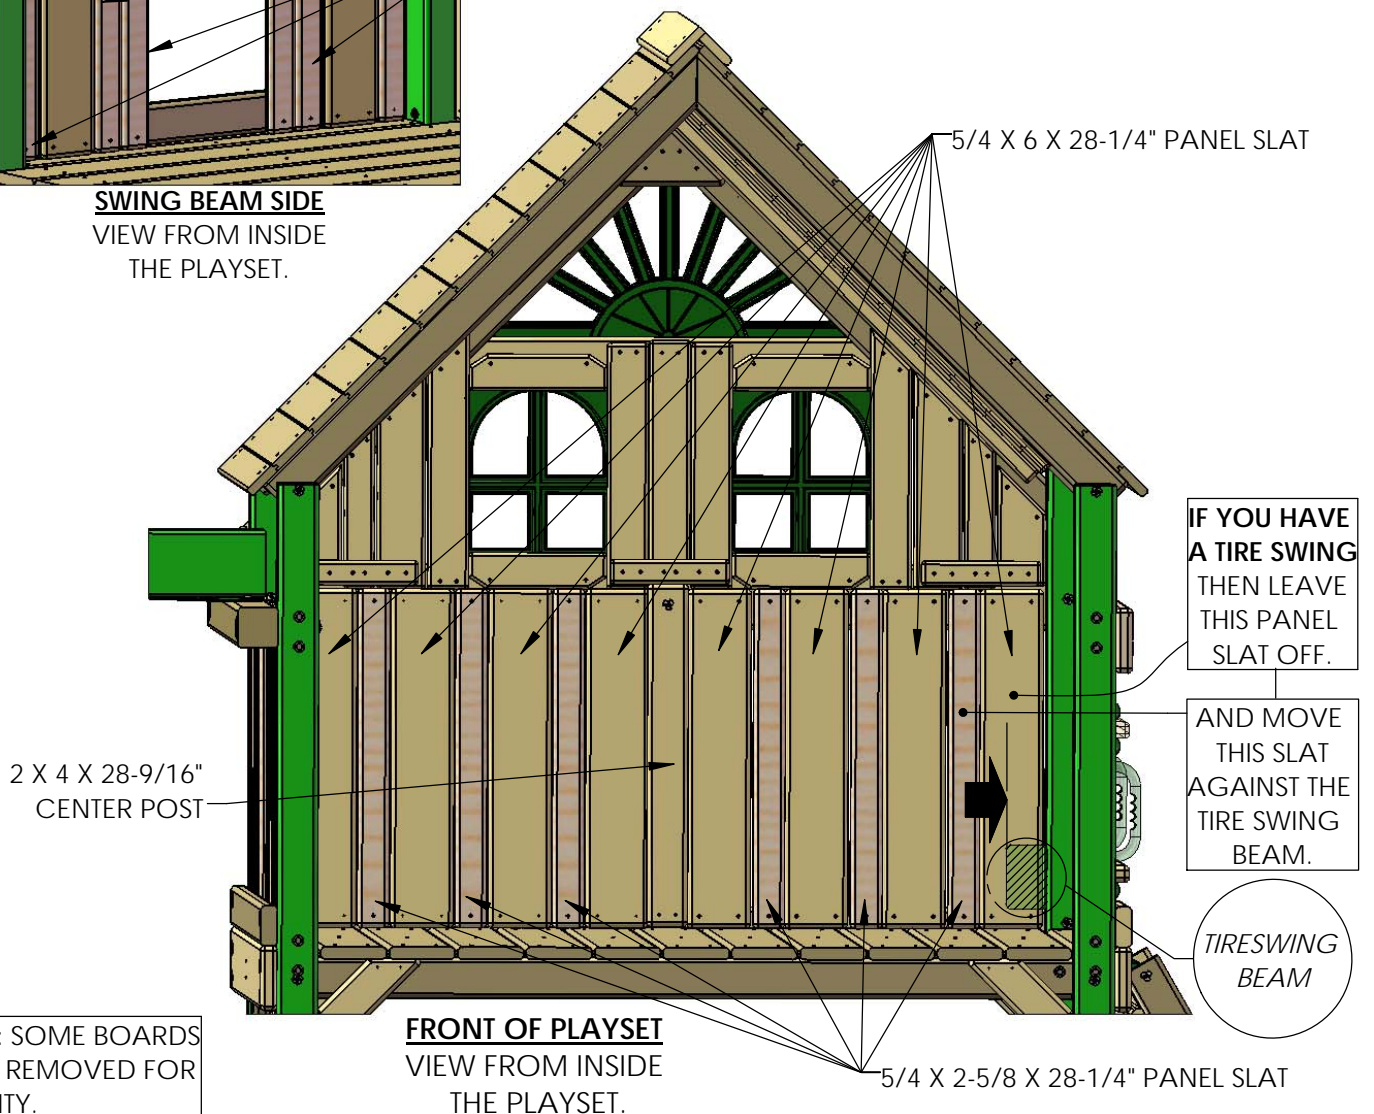 SWING BEAM SIDE
VIEW FROM INSIDE
THE PLAYSET.
5/4 X 6 X 28-1/4" PANEL SLAT
IF YOU HAVE
A TIRE SWING
THEN LEAVE
THIS PANEL
SLAT OFF.
AND MOVE
THIS SLAT
AGAINST THE
TIRE SWING
BEAM.
2 X 4 X 28-9/16"
CENTER POST
TIRESWING
BEAM
: SOME BOARDS
REMOVED FOR
FRONT OF PLAYSET
VIEW FROM INSIDE
THE PLAYSET.
5/4 X 2-5/8 X 28-1/4" PANEL SLAT